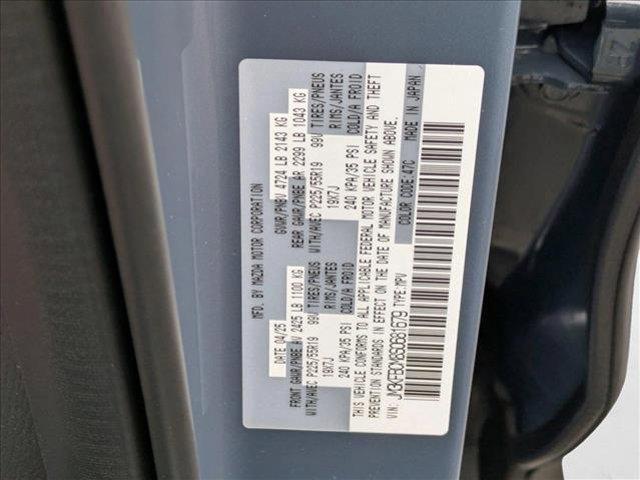 MFD. BY MAZDA MOTOR CORPORATION
DATE 04/25 GVWR/PNBV 4724 LB 2143 KG
FRONT GAWR/PNBE AV 2425 LB 1100 KG REAR GAWR/PNBE AR 2299 LB 1043 KG
WITH/AVEC P225/55R19 99V TIRES/PNEUS WITH/AVEC P225/55R19 99V TIRES/PNEUS
19X7J RIMS/JANTES 19X7J RIMS/JANTES
240 KPA/35 PSI COLD/A FROID 240 KPA/35 PSI COLD/A FROID
THIS VEHICLE CONFORMS TO ALL APPLICABLE FEDERAL MOTOR VEHICLE SAFETY AND THEFT
PREVENTION STANDARDS IN EFFECT ON THE DATE OF MANUFACTURE SHOWN ABOVE.
VIN: TYPE:MPV COLOR CODE:47C MADE IN JAPAN